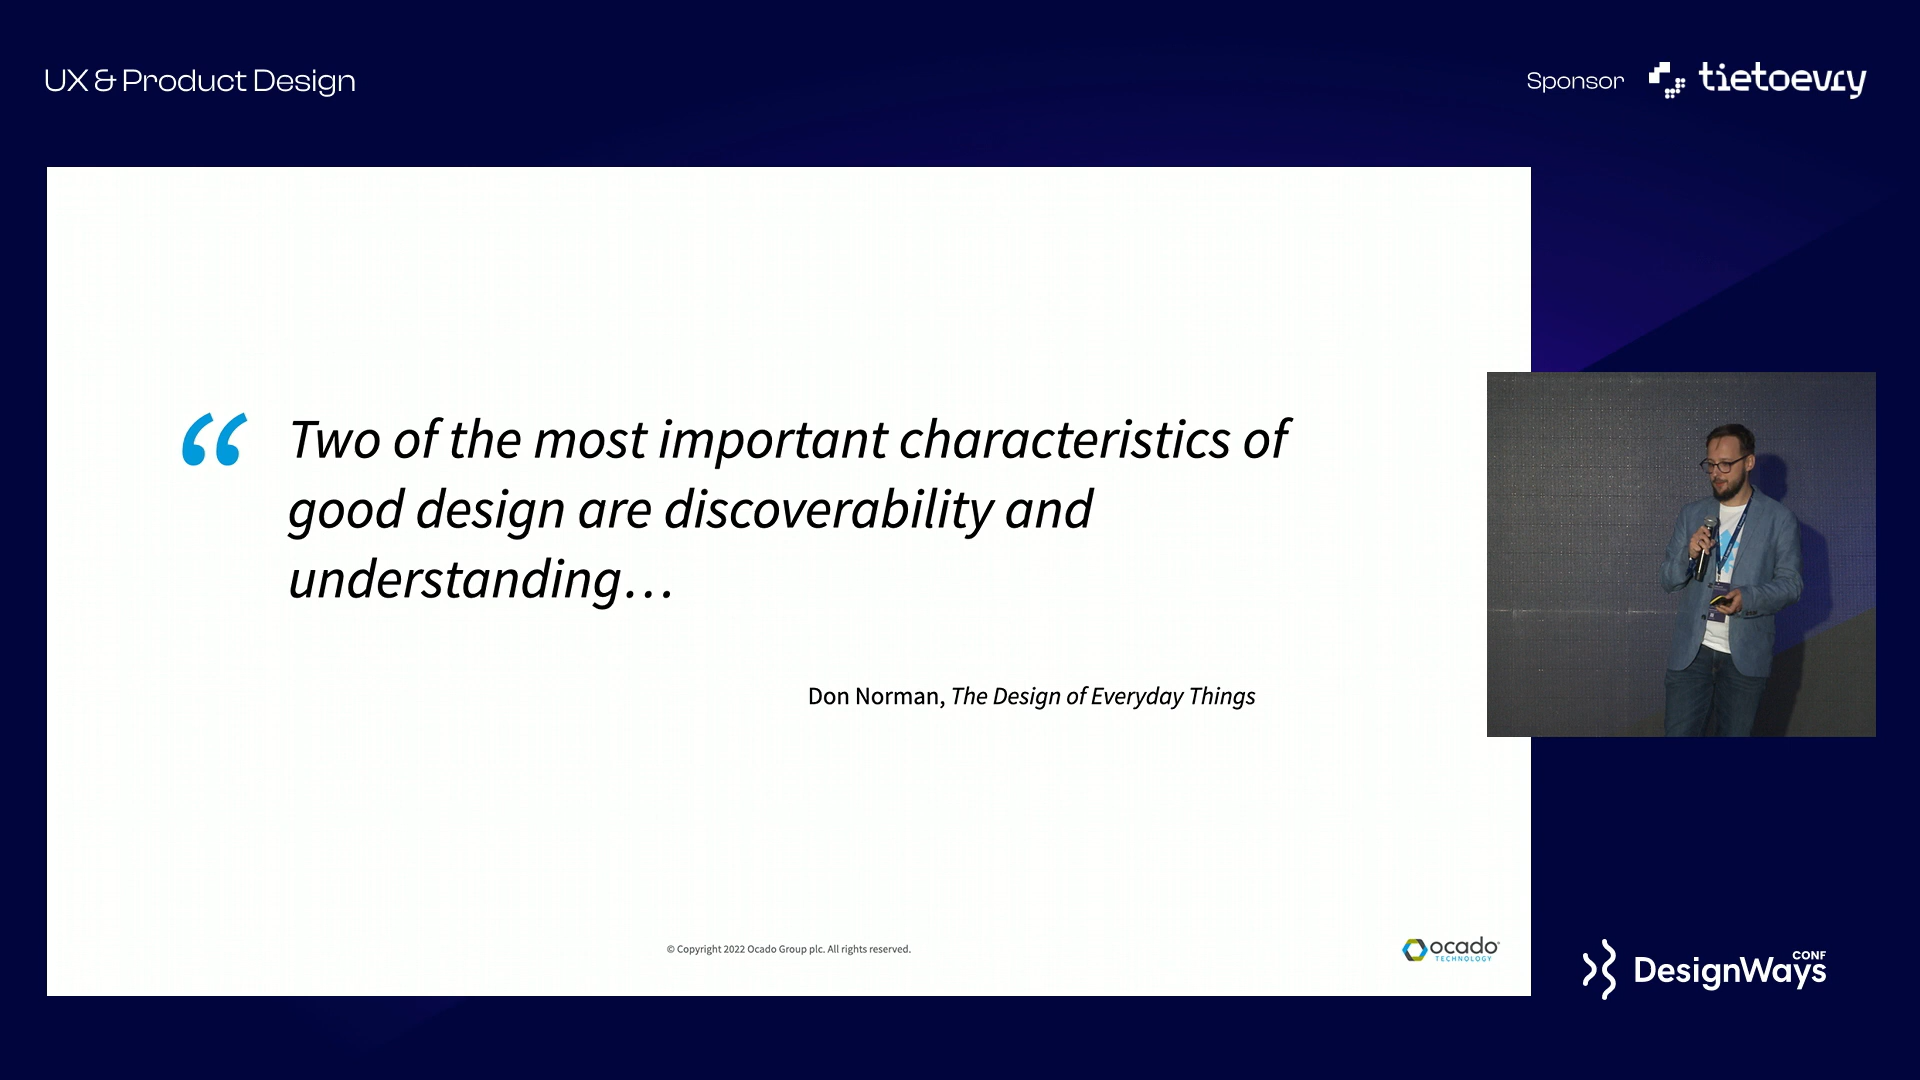 UX & Product Design
Sponsor tietoevry
“ Two of the most important characteristics of
good design are discoverability and
understanding…
Don Norman, The Design of Everyday Things
© Copyright 2022 Ocado Group plc. All rights reserved.
ocado
TECHNOLOGY
DesignWays CONF